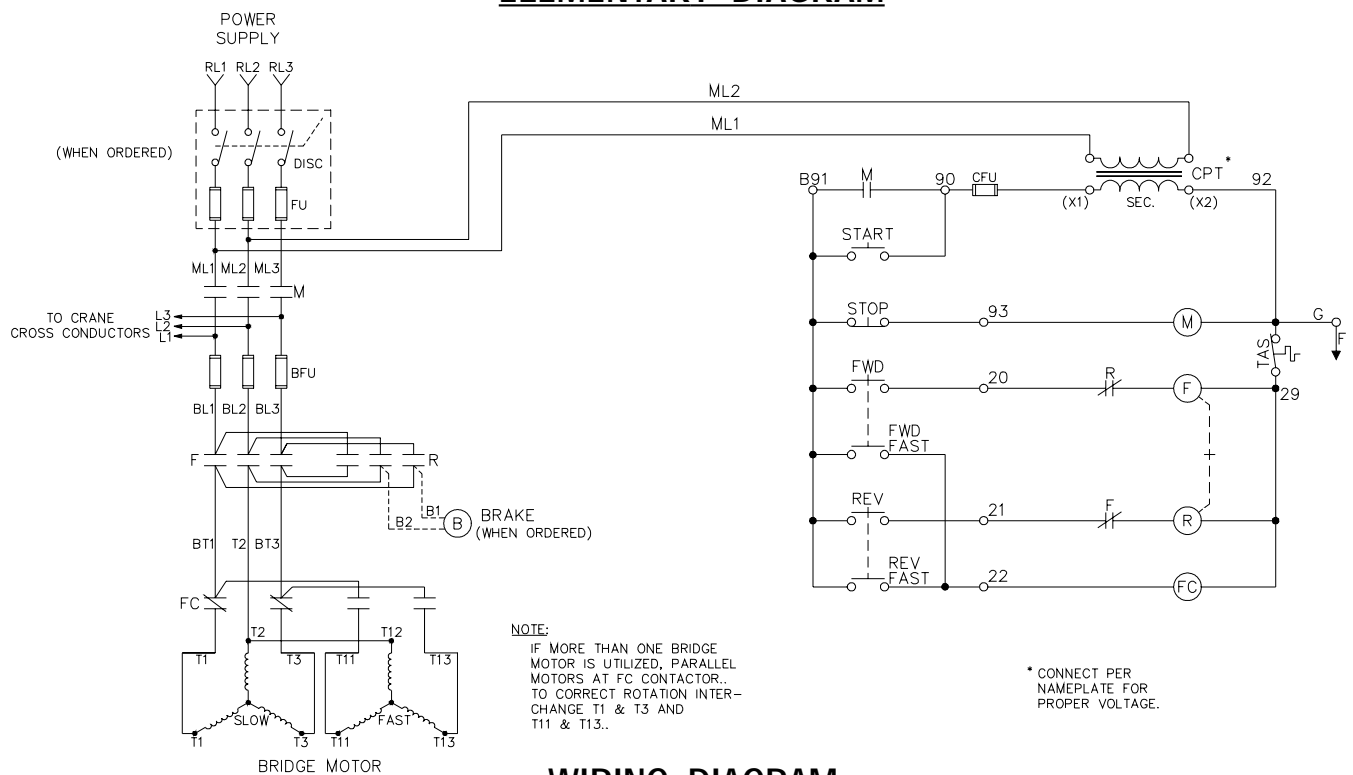 ELEMENTARY DIAGRAM
POWER
SUPPLY
RL1 RL2 RL3
(WHEN ORDERED)
DISC
FU
ML2
ML1
B91
M
90
CFU
(X1)
SEC.
(X2)
CPT *
92
START
ML1 ML2 ML3
M
TO CRANE
CROSS CONDUCTORS
L3
L2
L1
STOP
93
M
G
F
TAS
BFU
FWD
20
R
F
29
BL1 BL2 BL3
FWD
FAST
F
R
B1
B2
B
BRAKE
(WHEN ORDERED)
REV
21
F
R
BT1 T2 BT3
REV
FAST
22
FC
FC
T2
T12
T1
T3
T11
T13
SLOW
FAST
T1
T3
T11
T13
BRIDGE MOTOR
NOTE:
IF MORE THAN ONE BRIDGE
MOTOR IS UTILIZED, PARALLEL
MOTORS AT FC CONTACTOR..
TO CORRECT ROTATION INTER-
CHANGE T1 & T3 AND
T11 & T13..
* CONNECT PER
NAMEPLATE FOR
PROPER VOLTAGE.
WIRING DIAGRAM